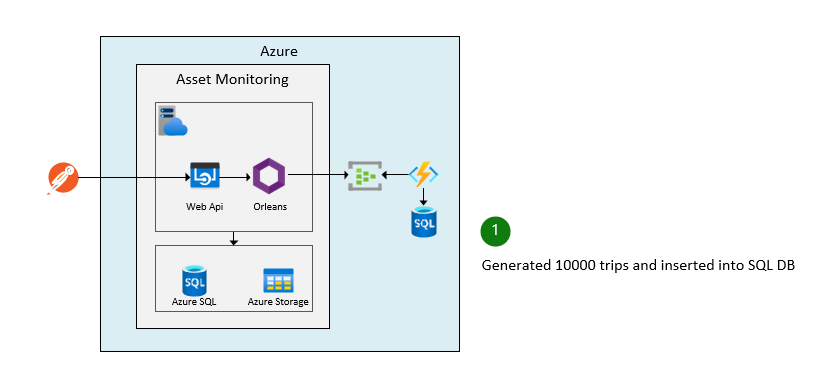 Azure
Asset Monitoring
Web Api
Orleans
SQL
1
Generated 10000 trips and inserted into SQL DB
SQL
Azure SQL
Azure Storage